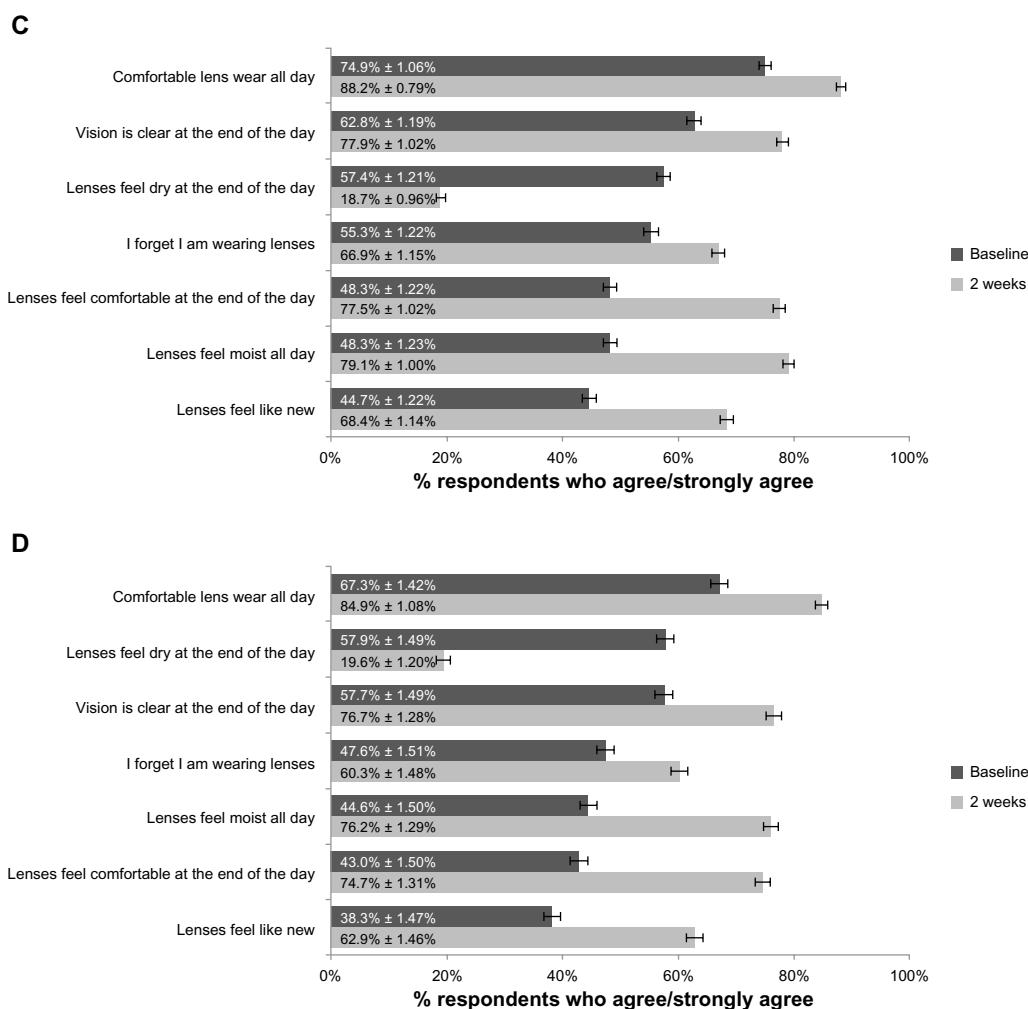 C
Comfortable lens wear all day
74.9% ± 1.06%
88.2% ± 0.79%
Vision is clear at the end of the day
62.8% ± 1.19%
77.9% ± 1.02%
Lenses feel dry at the end of the day
57.4% ± 1.21%
18.7% ± 0.96%
I forget I am wearing lenses
55.3% ± 1.22%
66.9% ± 1.15%
Lenses feel comfortable at the end of the day
48.3% ± 1.22%
77.5% ± 1.02%
Lenses feel moist all day
48.3% ± 1.23%
79.1% ± 1.00%
Lenses feel like new
44.7% ± 1.22%
68.4% ± 1.14%
Baseline
2 weeks
0% 20% 40% 60% 80% 100%
% respondents who agree/strongly agree
D
Comfortable lens wear all day
67.3% ± 1.42%
84.9% ± 1.08%
Lenses feel dry at the end of the day
57.9% ± 1.49%
19.6% ± 1.20%
Vision is clear at the end of the day
57.7% ± 1.49%
76.7% ± 1.28%
I forget I am wearing lenses
47.6% ± 1.51%
60.3% ± 1.48%
Lenses feel moist all day
44.6% ± 1.50%
76.2% ± 1.29%
Lenses feel comfortable at the end of the day
43.0% ± 1.50%
74.7% ± 1.31%
Lenses feel like new
38.3% ± 1.47%
62.9% ± 1.46%
Baseline
2 weeks
0% 20% 40% 60% 80% 100%
% respondents who agree/strongly agree